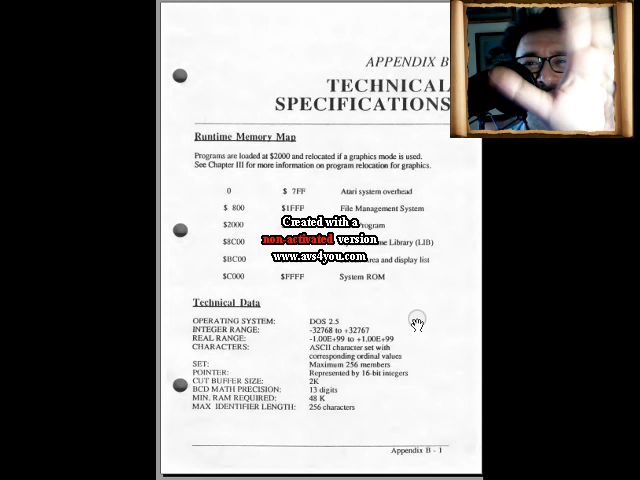 APPENDIX B
TECHNICAL
SPECIFICATIONS
Runtime Memory Map
Programs are loaded at $2000 and relocated if a graphics mode is used.
See Chapter III for more information on program relocation for graphics.
0 $ 7FF Atari system overhead
$ 800 $1FFF File Management System
$2000 Program
$8C00 me Library (LIB)
$BC00 area and display list
$C000 $FFFF System ROM
Created with a
non-activated version
www.avs4you.com
Technical Data
OPERATING SYSTEM: DOS 2.5
INTEGER RANGE: -32768 to +32767
REAL RANGE: -1.00E+99 to +1.00E+99
CHARACTERS: ASCII character set with
corresponding ordinal values
SET: Maximum 256 members
POINTER: Represented by 16-bit integers
CUT BUFFER SIZE: 2K
BCD MATH PRECISION: 13 digits
MIN. RAM REQUIRED: 48 K
MAX IDENTIFIER LENGTH: 256 characters
Appendix B - 1